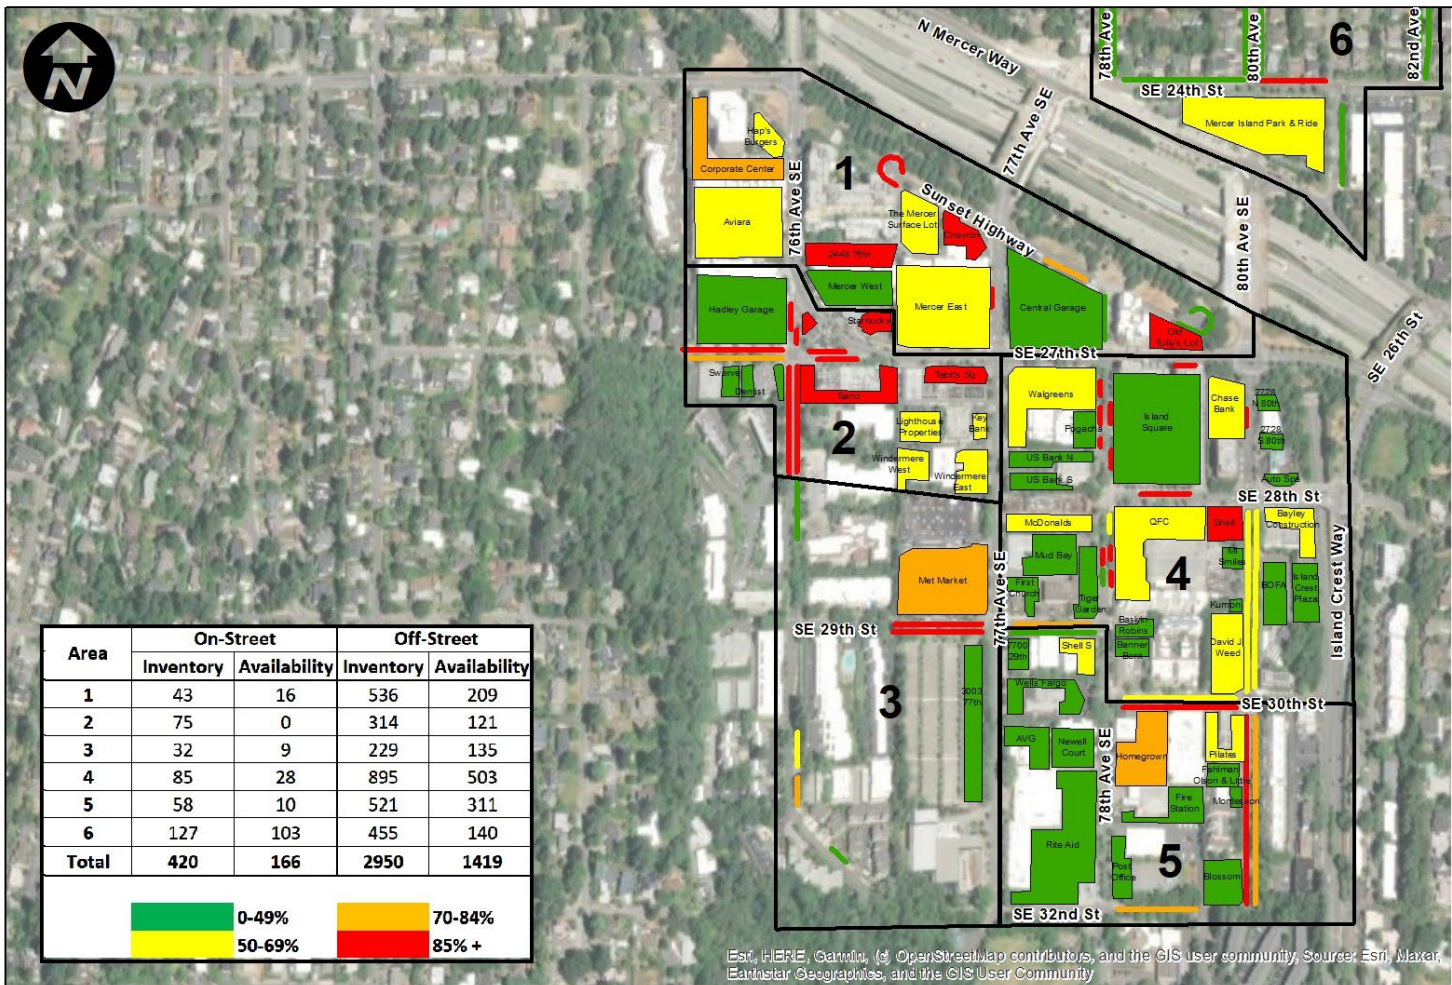 N
N Mercer Way
78th Ave
80th Ave
82nd Ave
6
SE 24th St
Mercer Island Park & Ride
77th Ave SE
Hap's
Burgers
Corporate Center
1
76th Ave SE
Aviara
Sunset Highway
The Mercer
Surface Lot
Chevron
80th Ave SE
2448 76th
Mercer West
Hadley Garage
Mercer East
Central Garage
Starbucks
Old
Tully's Lot
SE 26th St
SE 27th St
Swerve
Dentist
Sano
Tabit's Sq
Walgreens
Chase
Bank
2728
N 80th
Island
Square
2
Lighthouse
Properties
Key
Bank
Pogacha
2728
S 80th
Windermere
West
Windermere
East
US Bank N
US Bank S
Auto Spa
SE 28th St
McDonalds
QFC
Shell
Bayley
Construction
Mud Bay
MI
Smiles
4
77th Ave SE
Met Market
First
Church
Tiger
Garden
BOFA
Island
Crest
Plaza
Island Crest Way
Kumon
SE 29th St
Baskin
Robins
Banner
Bank
David J
Weed
7700
29th
Shell S
3
3003
77th
Wells Fargo
SE 30th St
AVG
Newell
Court
78th Ave SE
Homegrown
Pilates
Fahlman
Olson & Little
Fire
Station
Montessori
Rite Aid
5
Post
Office
Blossom
SE 32nd St
Area On-Street Off-Street
Inventory Availability Inventory Availability
1 43 16 536 209
2 75 0 314 121
3 32 9 229 135
4 85 28 895 503
5 58 10 521 311
6 127 103 455 140
Total 420 166 2950 1419
0-49% 70-84%
50-69% 85% +
Esri, HERE, Garmin, (c) OpenStreetMap contributors, and the GIS user community, Source: Esri, Maxar,
Earthstar Geographics, and the GIS User Community